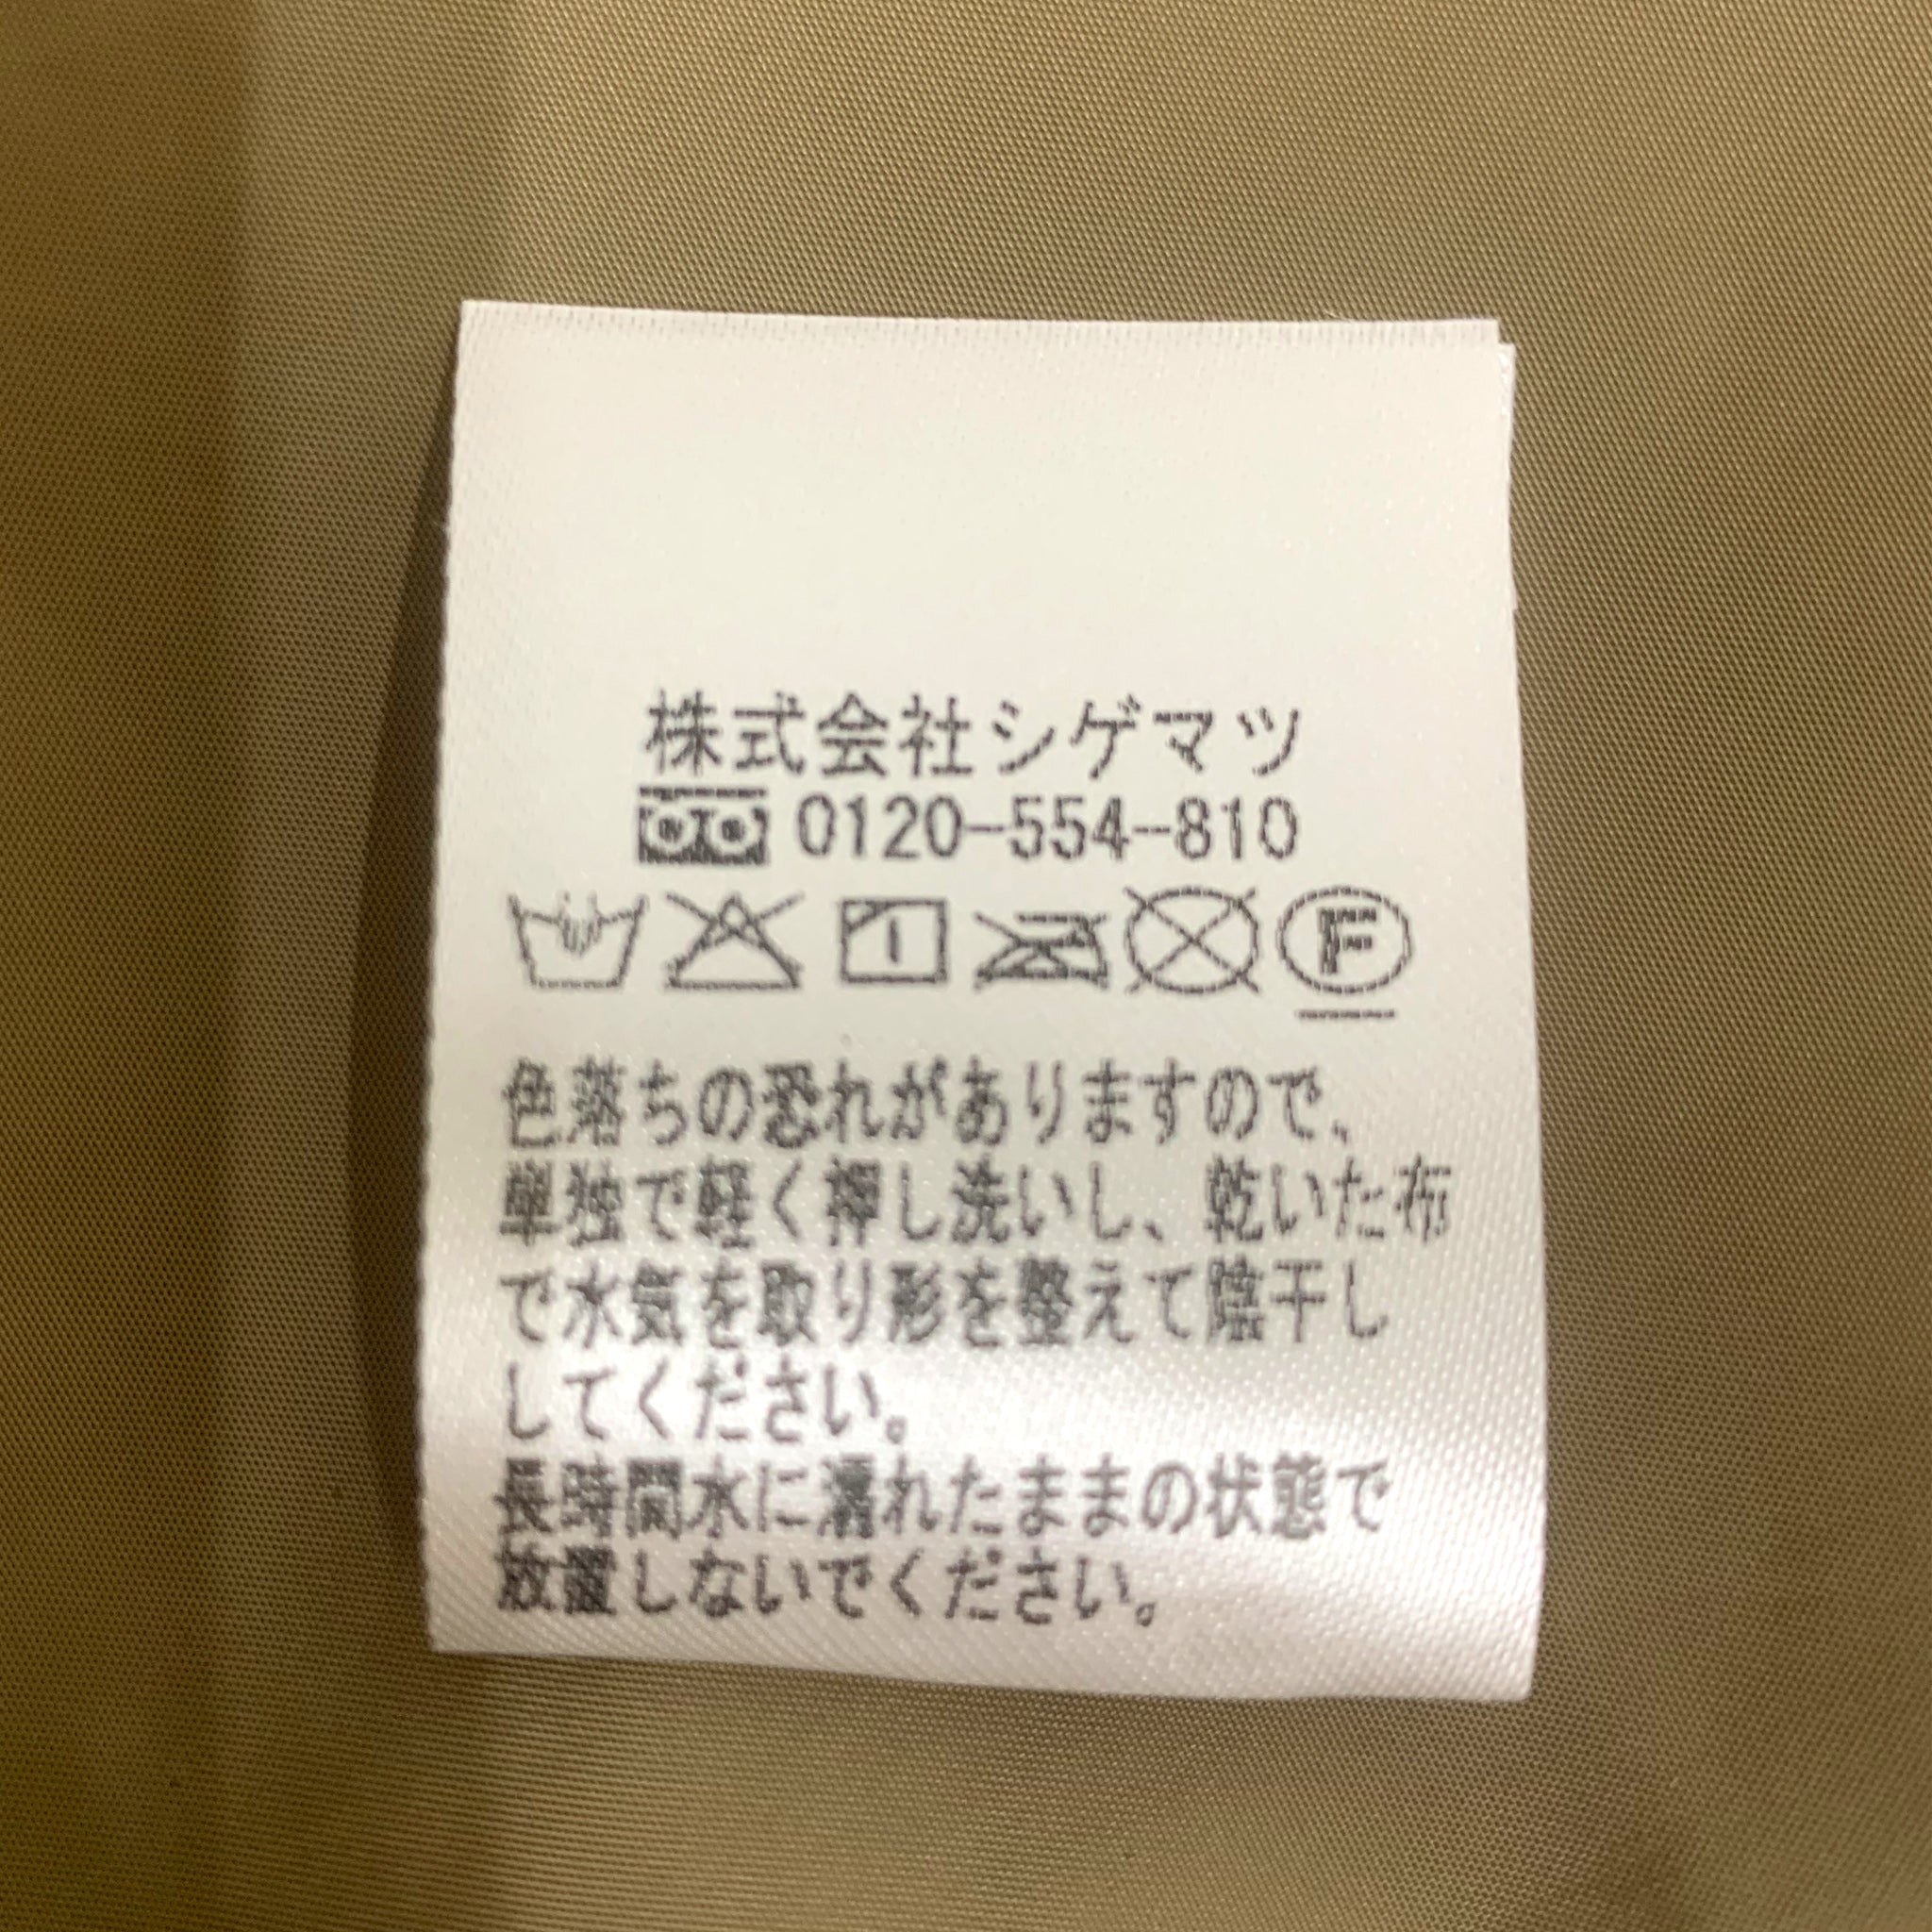 株式会社シゲマツ
0120-554-810
F
色落ちの恐れがありますので、
単独で軽く押し洗いし、乾いた布
で水気を取り形を整えて陰干し
してください。
長時間水に濡れたままの状態で
放置しないでください。